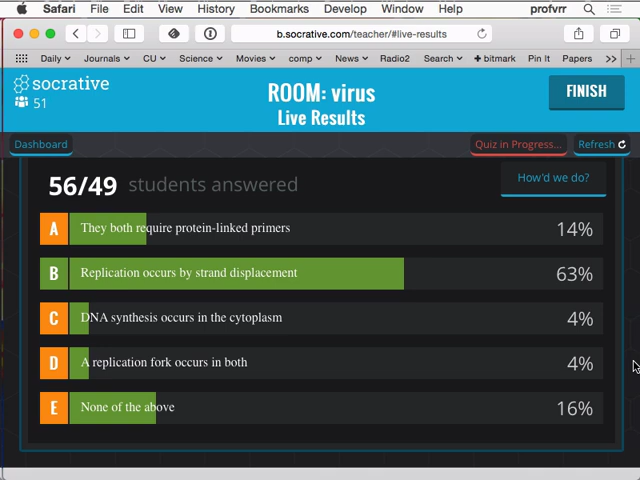 Safari File Edit View History Bookmarks Develop Window Help profvrr
b.socrative.com/teacher/#live-results
Daily Journals CU Science Movies comp News Radio2 Search + bitmark Pin It Papers >> +
socrative
51
ROOM: virus
Live Results
FINISH
Dashboard
Quiz in Progress...
Refresh
56/49 students answered
How'd we do?
A They both require protein-linked primers 14%
B Replication occurs by strand displacement 63%
C DNA synthesis occurs in the cytoplasm 4%
D A replication fork occurs in both 4%
E None of the above 16%